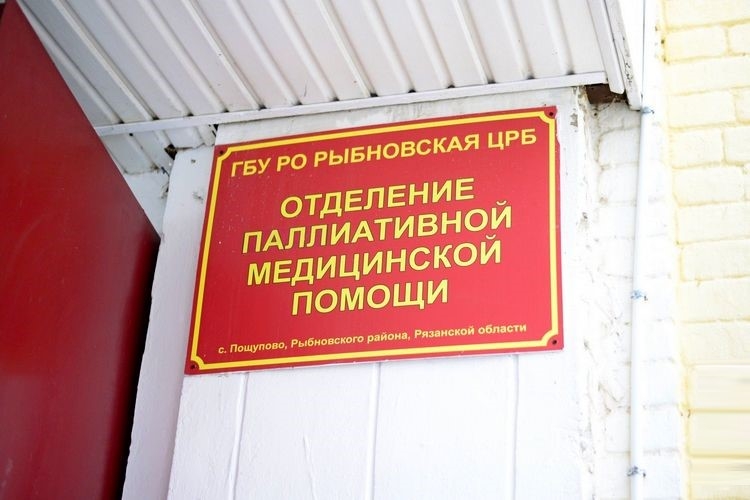 ГБУ РО РЫБНОВСКАЯ ЦРБ
ОТДЕЛЕНИЕ
ПАЛЛИАТИВНОЙ
МЕДИЦИНСКОЙ
ПОМОЩИ
с. Пощупово, Рыбновского района, Рязанской области